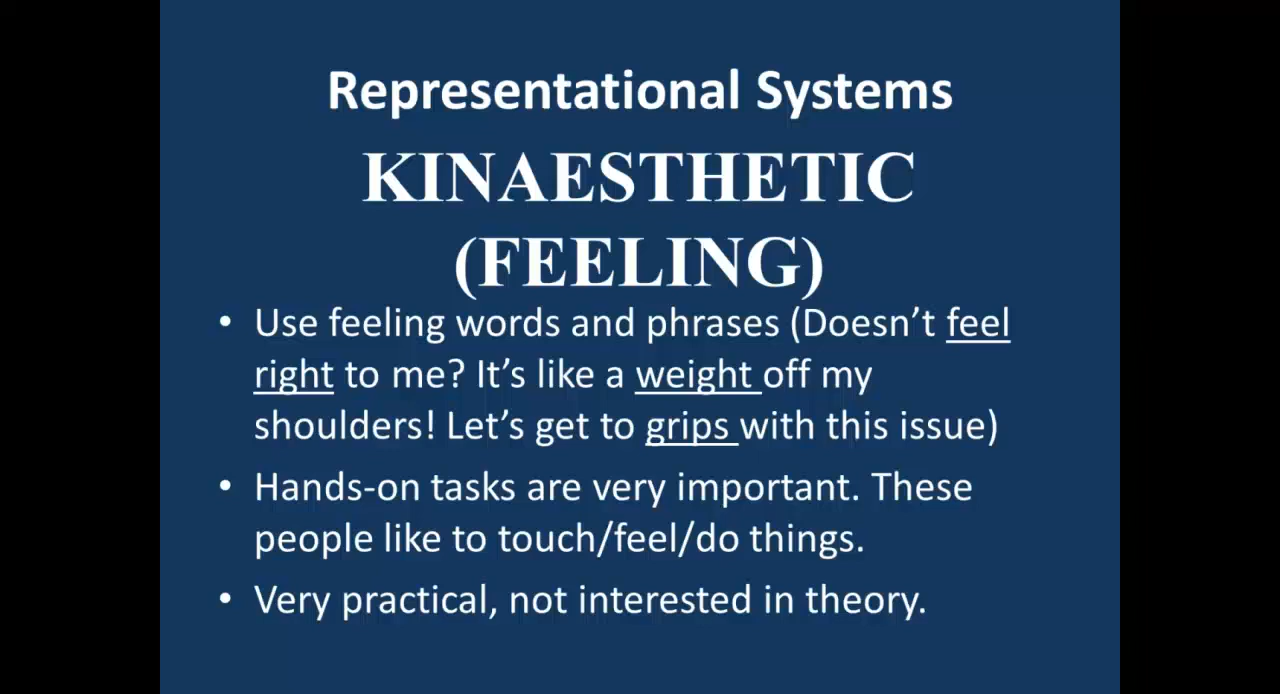 Representational Systems
KINAESTHETIC
(FEELING)
• Use feeling words and phrases (Doesn’t feel
right to me? It’s like a weight off my
shoulders! Let’s get to grips with this issue)
• Hands-on tasks are very important. These
people like to touch/feel/do things.
• Very practical, not interested in theory.